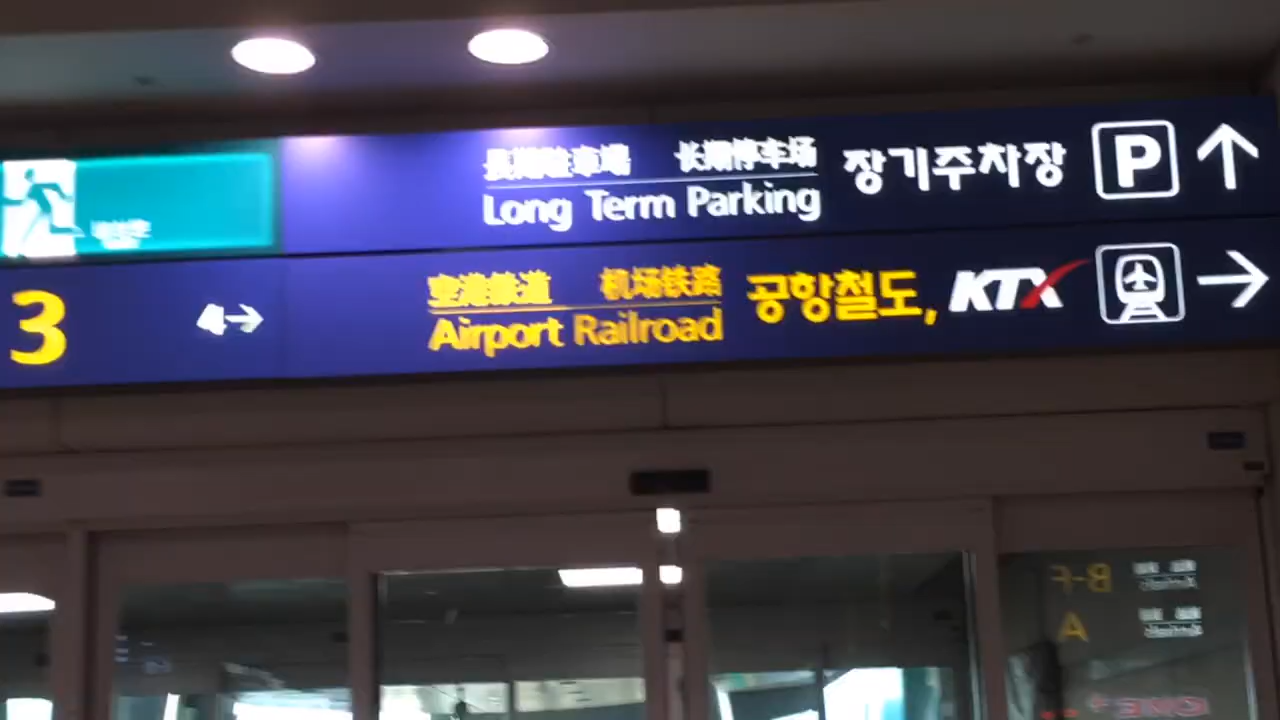 長期駐車場 长期停车场 장기주차장 P
Long Term Parking
空港鉄道 机场铁路 공항철도, KTX
Airport Railroad
3
B-F
A